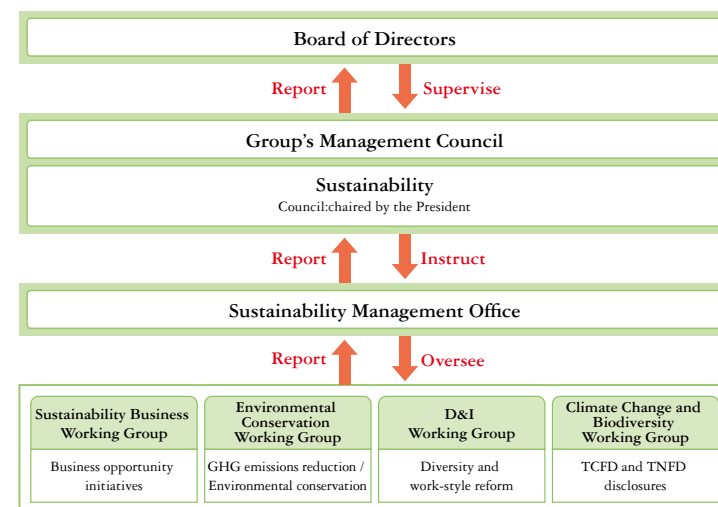 Board of Directors
Report
Supervise
Group's Management Council
Sustainability
Council:chaired by the President
Report
Instruct
Sustainability Management Office
Report
Oversee
Sustainability Business
Working Group
Business opportunity
initiatives
Environmental
Conservation
Working Group
GHG emissions reduction /
Environmental conservation
D&I
Working Group
Diversity and
work-style reform
Climate Change and
Biodiversity
Working Group
TCFD and TNFD
disclosures